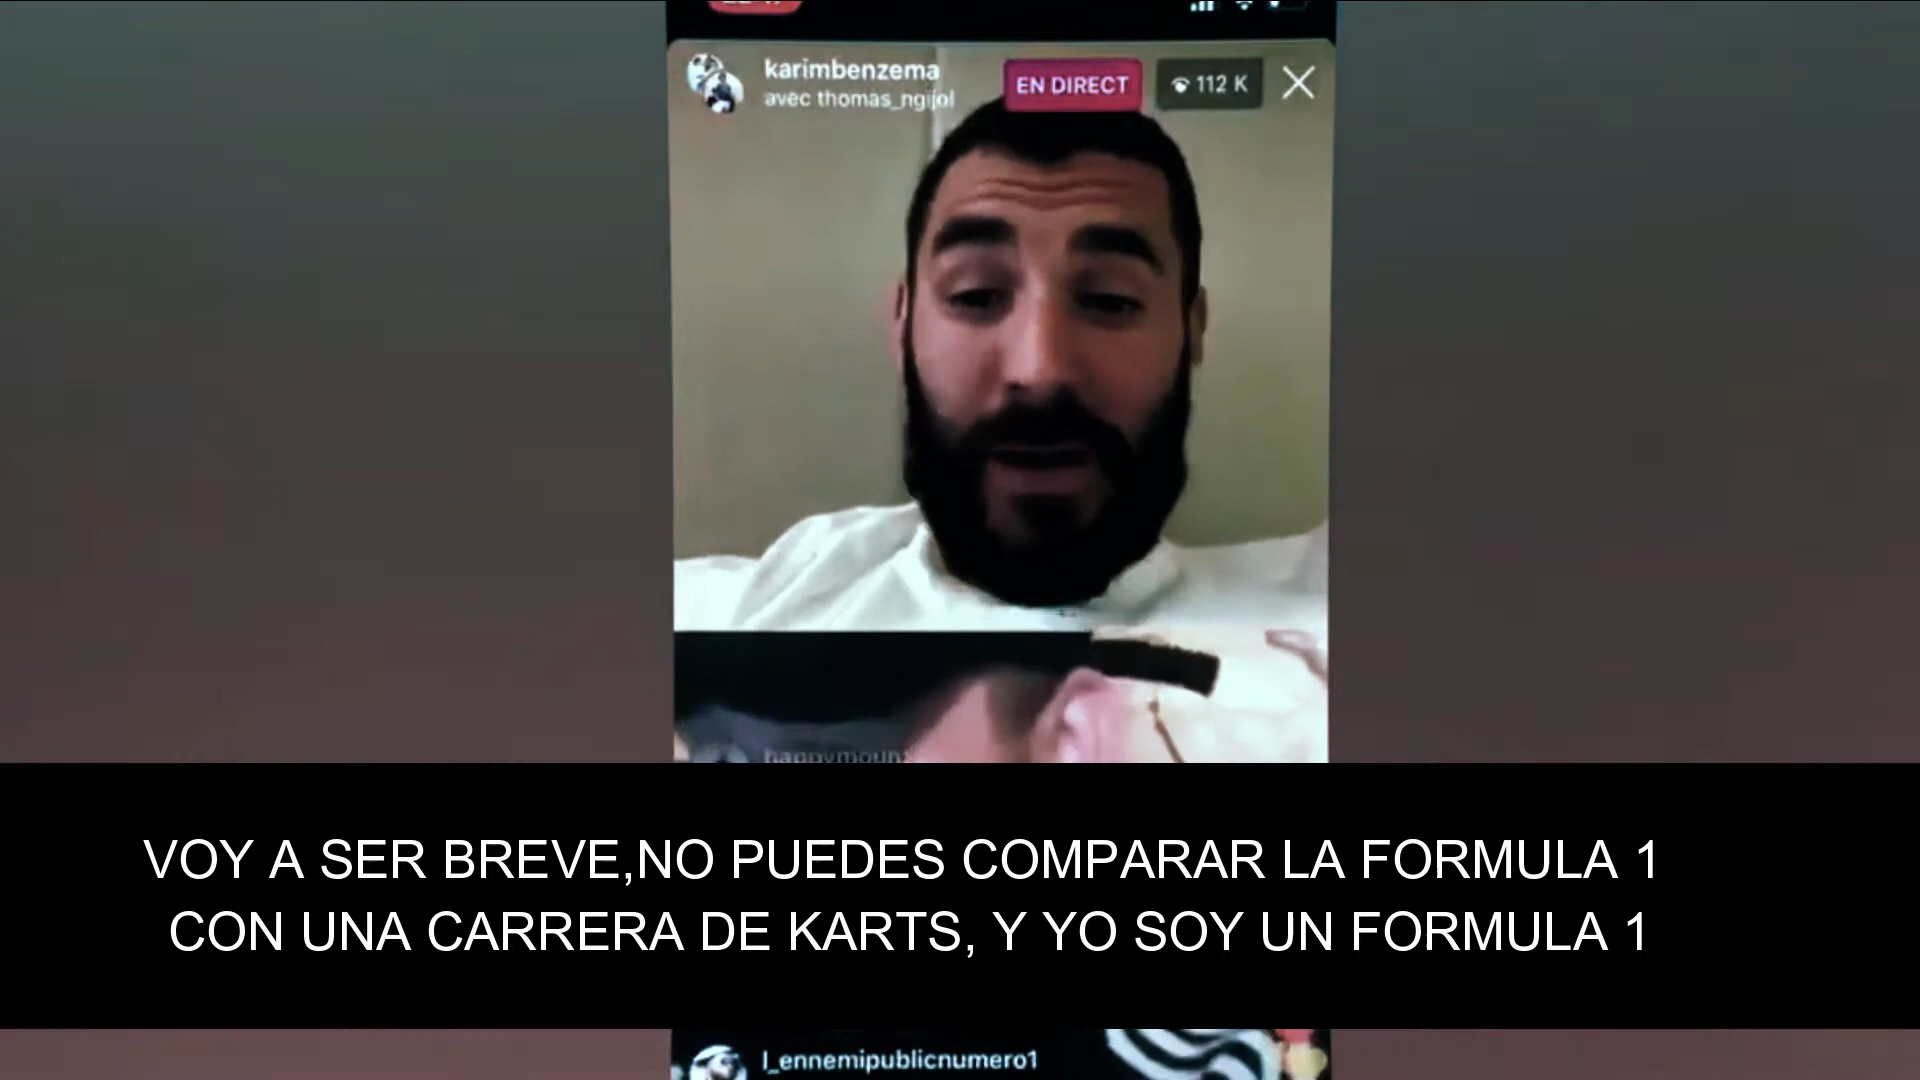 karimbenzema
avec thomas_ngijol
EN DIRECT
112 K
VOY A SER BREVE,NO PUEDES COMPARAR LA FORMULA 1
CON UNA CARRERA DE KARTS, Y YO SOY UN FORMULA 1
l_ennemipublicnumero1